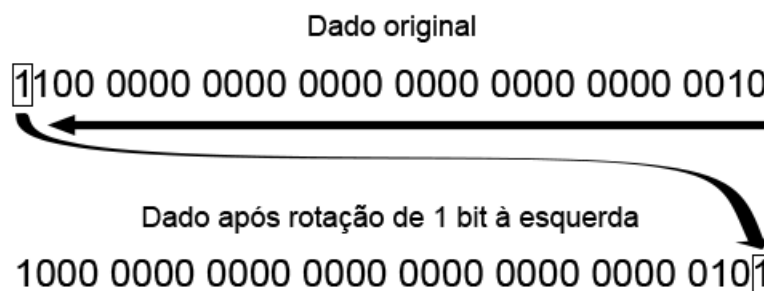 Dado original
1100 0000 0000 0000 0000 0000 0000 0010
Dado após rotação de 1 bit à esquerda
1000 0000 0000 0000 0000 0000 0000 0101